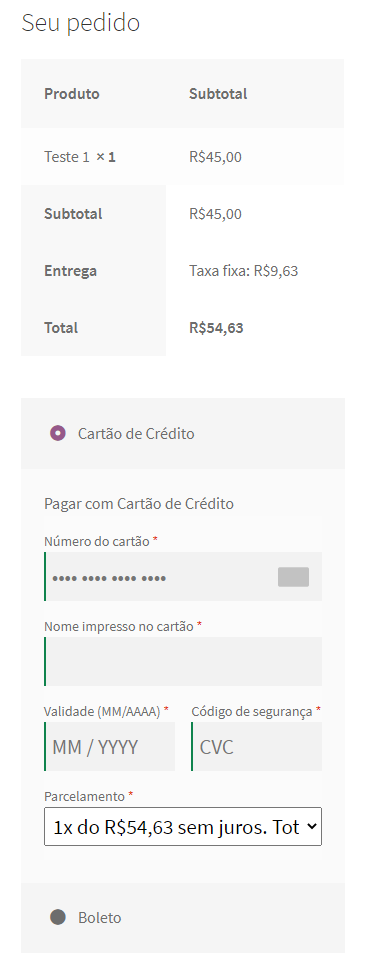 Seu pedido
Produto Subtotal
Teste 1 × 1 R$45,00
Subtotal R$45,00
Entrega Taxa fixa: R$9,63
Total R$54,63
Cartão de Crédito
Pagar com Cartão de Crédito
Número do cartão *
•••• •••• •••• ••••
Nome impresso no cartão *
Validade (MM/AAAA) * Código de segurança *
MM / YYYY CVC
Parcelamento *
1x do R$54,63 sem juros. Tot
Boleto